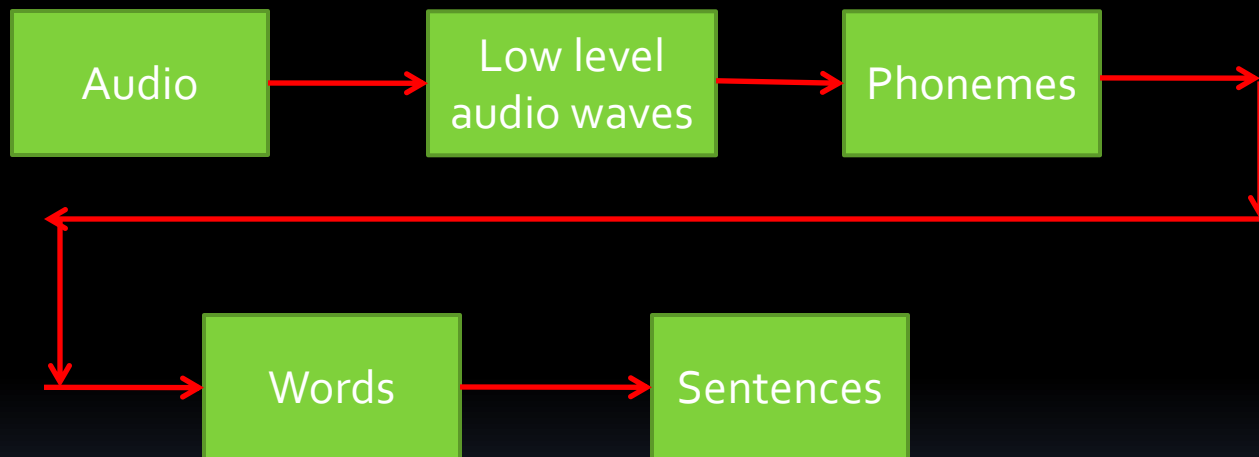 Audio
Low level
audio waves
Phonemes
Words
Sentences